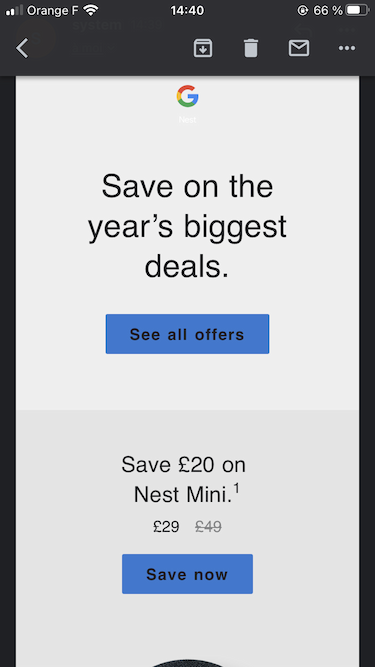 Orange F 14:40 66 %
G
Save on the
year’s biggest
deals.
See all offers
Save £20 on
Nest Mini.¹
£29 £49
Save now